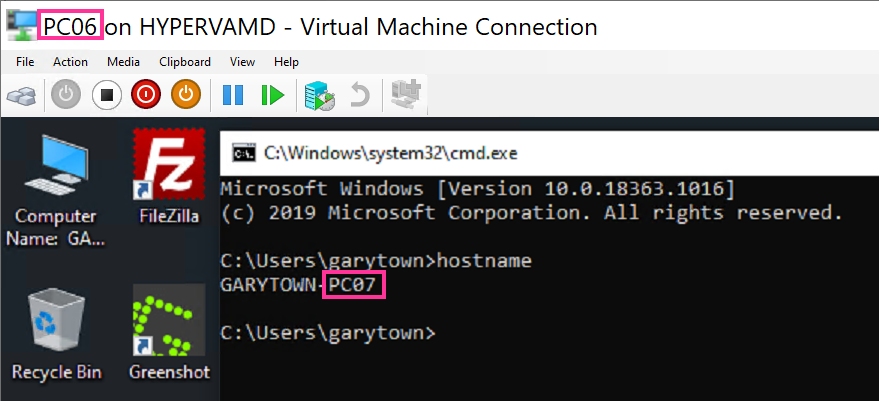 PC06 on HYPERVAMD - Virtual Machine Connection
File Action Media Clipboard View Help
C:\Windows\system32\cmd.exe
Microsoft Windows [Version 10.0.18363.1016]
(c) 2019 Microsoft Corporation. All rights reserved.
C:\Users\garytown>hostname
GARYTOWN-PC07
C:\Users\garytown>
Computer
Name: GA...
FileZilla
Recycle Bin
Greenshot